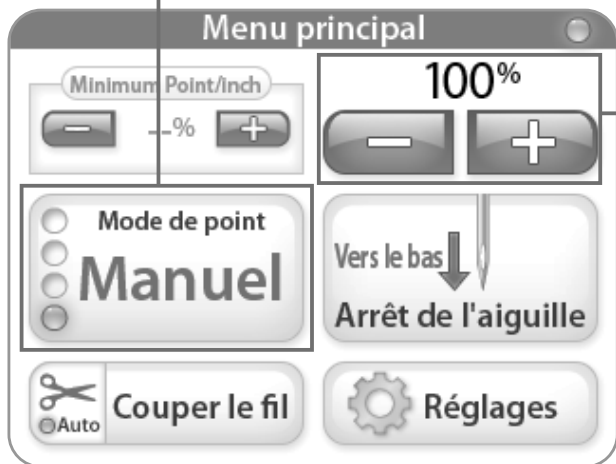 Menu principal
Minimum Point/Inch
--%
100%
Mode de point
Manuel
Vers le bas
Arrêt de l'aiguille
Auto
Couper le fil
Réglages